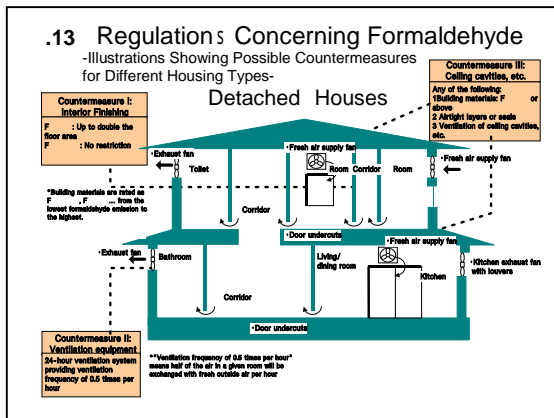 .13 Regulations Concerning Formaldehyde
-Illustrations Showing Possible Countermeasures
for Different Housing Types-
Detached Houses
Countermeasure III:
Ceiling cavities, etc.
Any of the following:
1Building materials: F or
above
2 Airtight layers or seals
3 Ventilation of ceiling cavities,
etc.
Countermeasure I:
Interior Finishing
F : Up to double the
floor area
F : No restriction
*Building materials are rated as
F , F ... from the
lowest formaldehyde emission to
the highest.
・Exhaust fan
Toilet
・Fresh air supply fan
Room
Corridor
Room
・Fresh air supply fan
Corridor
・Door undercuts
・Fresh air supply fan
・Exhaust fan
Bathroom
Living/
dining room
Kitchen
・Kitchen exhaust fan
with louvers
Corridor
・Door undercuts
Countermeasure II:
Ventilation equipment
24-hour ventilation system
providing ventilation
frequency of 0.5 times per
hour
*"Ventilation frequency of 0.5 times per hour"
means half of the air in a given room will be
exchanged with fresh outside air per hour